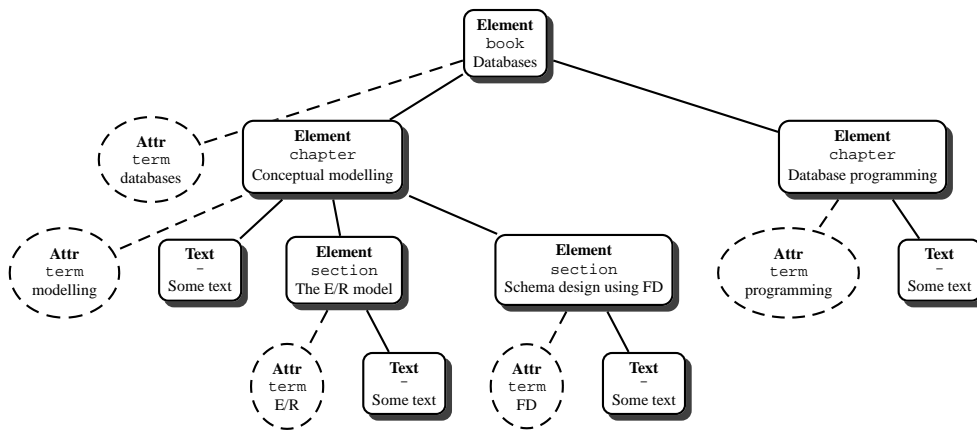 Element
book
Databases
Attr
term
databases
Element
chapter
Conceptual modelling
Element
chapter
Database programming
Attr
term
modelling
Text
–
Some text
Element
section
The E/R model
Element
section
Schema design using FD
Attr
term
programming
Text
–
Some text
Attr
term
E/R
Text
–
Some text
Attr
term
FD
Text
–
Some text